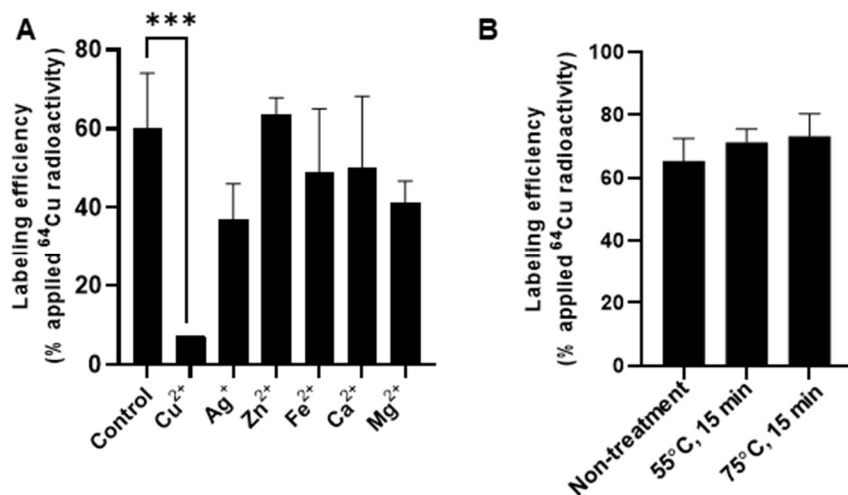 A
***
Labeling efficiency
(% applied ⁶⁴Cu radioactivity)
80
60
40
20
0
Control
Cu²⁺
Ag⁺
Zn²⁺
Fe²⁺
Ca²⁺
Mg²⁺
B
Labeling efficiency
(% applied ⁶⁴Cu radioactivity)
100
80
60
40
20
0
Non-treatment
55°C, 15 min
75°C, 15 min